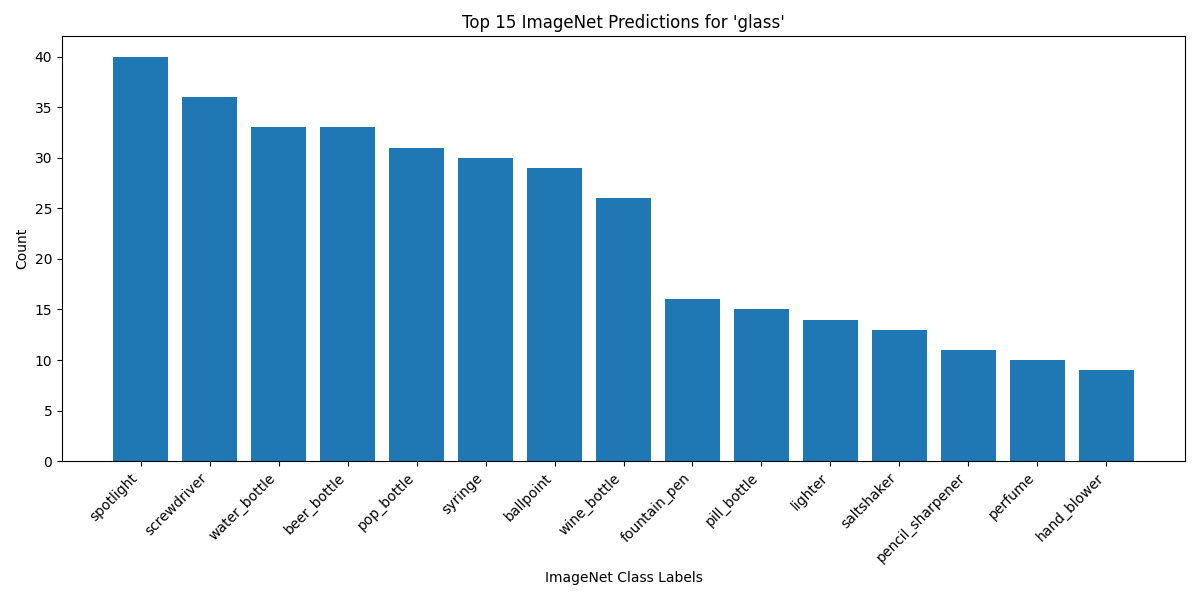 Top 15 ImageNet Predictions for 'glass'
Count
40
35
30
25
20
15
10
5
0
spotlight
screwdriver
water_bottle
beer_bottle
pop_bottle
syringe
ballpoint
wine_bottle
fountain_pen
pill_bottle
lighter
saltshaker
pencil_sharpener
perfume
hand_blower
ImageNet Class Labels